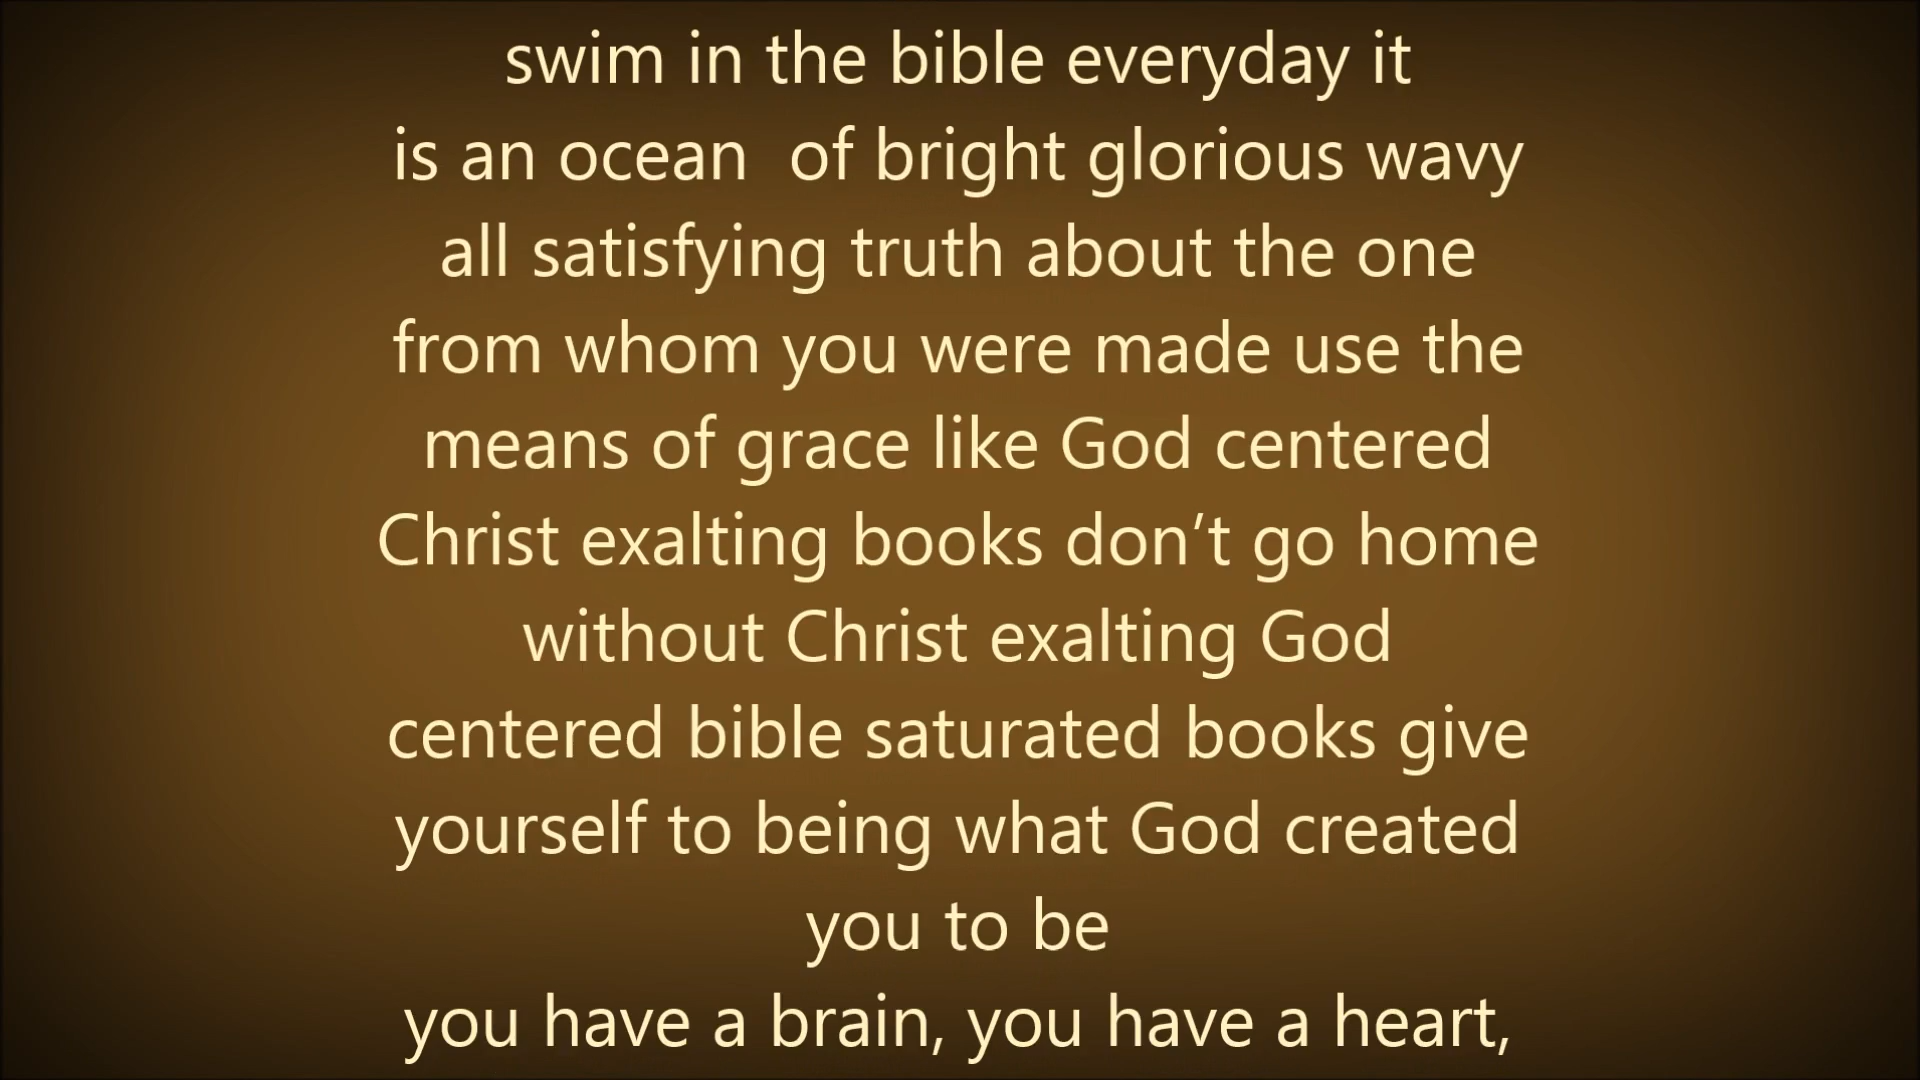 swim in the bible everyday it
is an ocean  of bright glorious wavy
all satisfying truth about the one
from whom you were made use the
means of grace like God centered
Christ exalting books don’t go home
without Christ exalting God
centered bible saturated books give
yourself to being what God created
you to be
you have a brain, you have a heart,